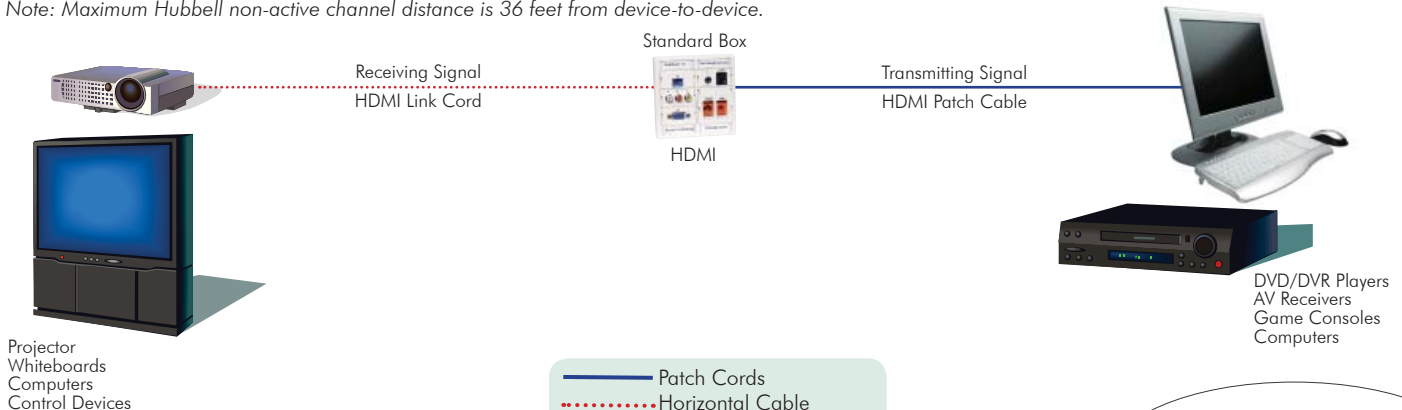 Note: Maximum Hubbell non-active channel distance is 36 feet from device-to-device.
Standard Box
Receiving Signal
HDMI Link Cord
Transmitting Signal
HDMI Patch Cable
HDMI
DVD/DVR Players
AV Receivers
Game Consoles
Computers
Projector
Whiteboards
Computers
Control Devices
Patch Cords
Horizontal Cable